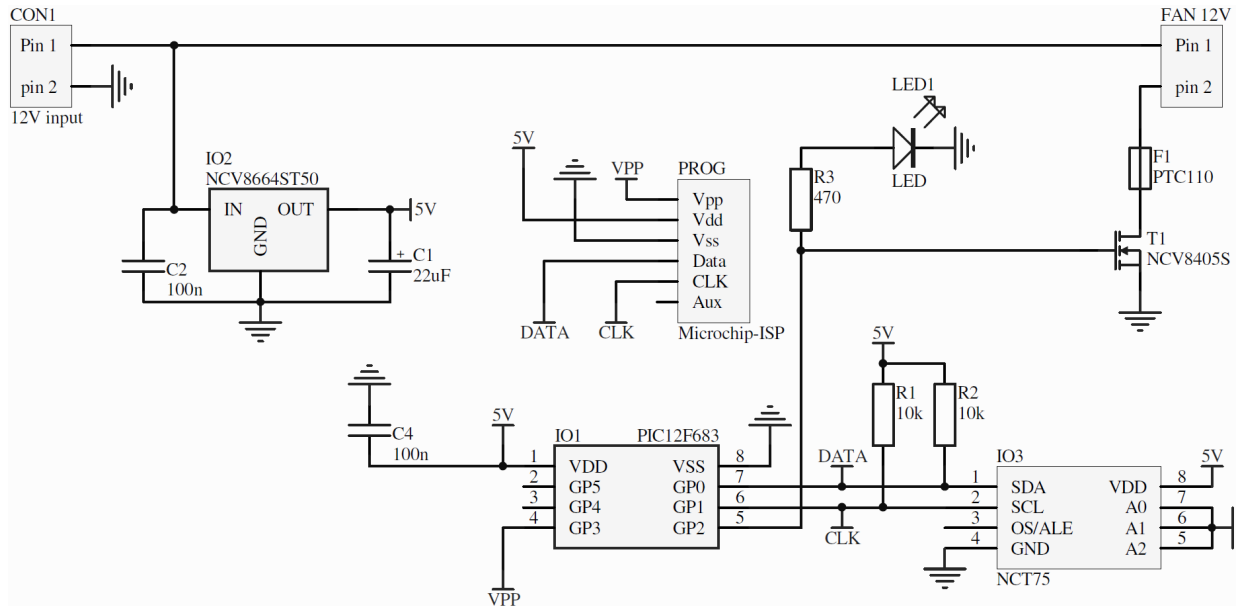 CON1
Pin 1
pin 2
12V input
FAN 12V
Pin 1
pin 2
IO2
NCV8664ST50
IN OUT
GND
5V
C2
100n
+ C1
22uF
5V
VPP
PROG
Vpp
Vdd
Vss
Data
CLK
Aux
DATA CLK
Microchip-ISP
LED1
LED
R3
470
F1
PTC110
T1
NCV8405S
5V
R1
10k
R2
10k
C4
100n
5V
IO1 PIC12F683
1 VDD VSS 8
2 GP5 GP0 7
3 GP4 GP1 6
4 GP3 GP2 5
VPP
DATA
CLK
IO3
1 SDA VDD 8
2 SCL A0 7
3 OS/ALE A1 6
4 GND A2 5
NCT75
5V